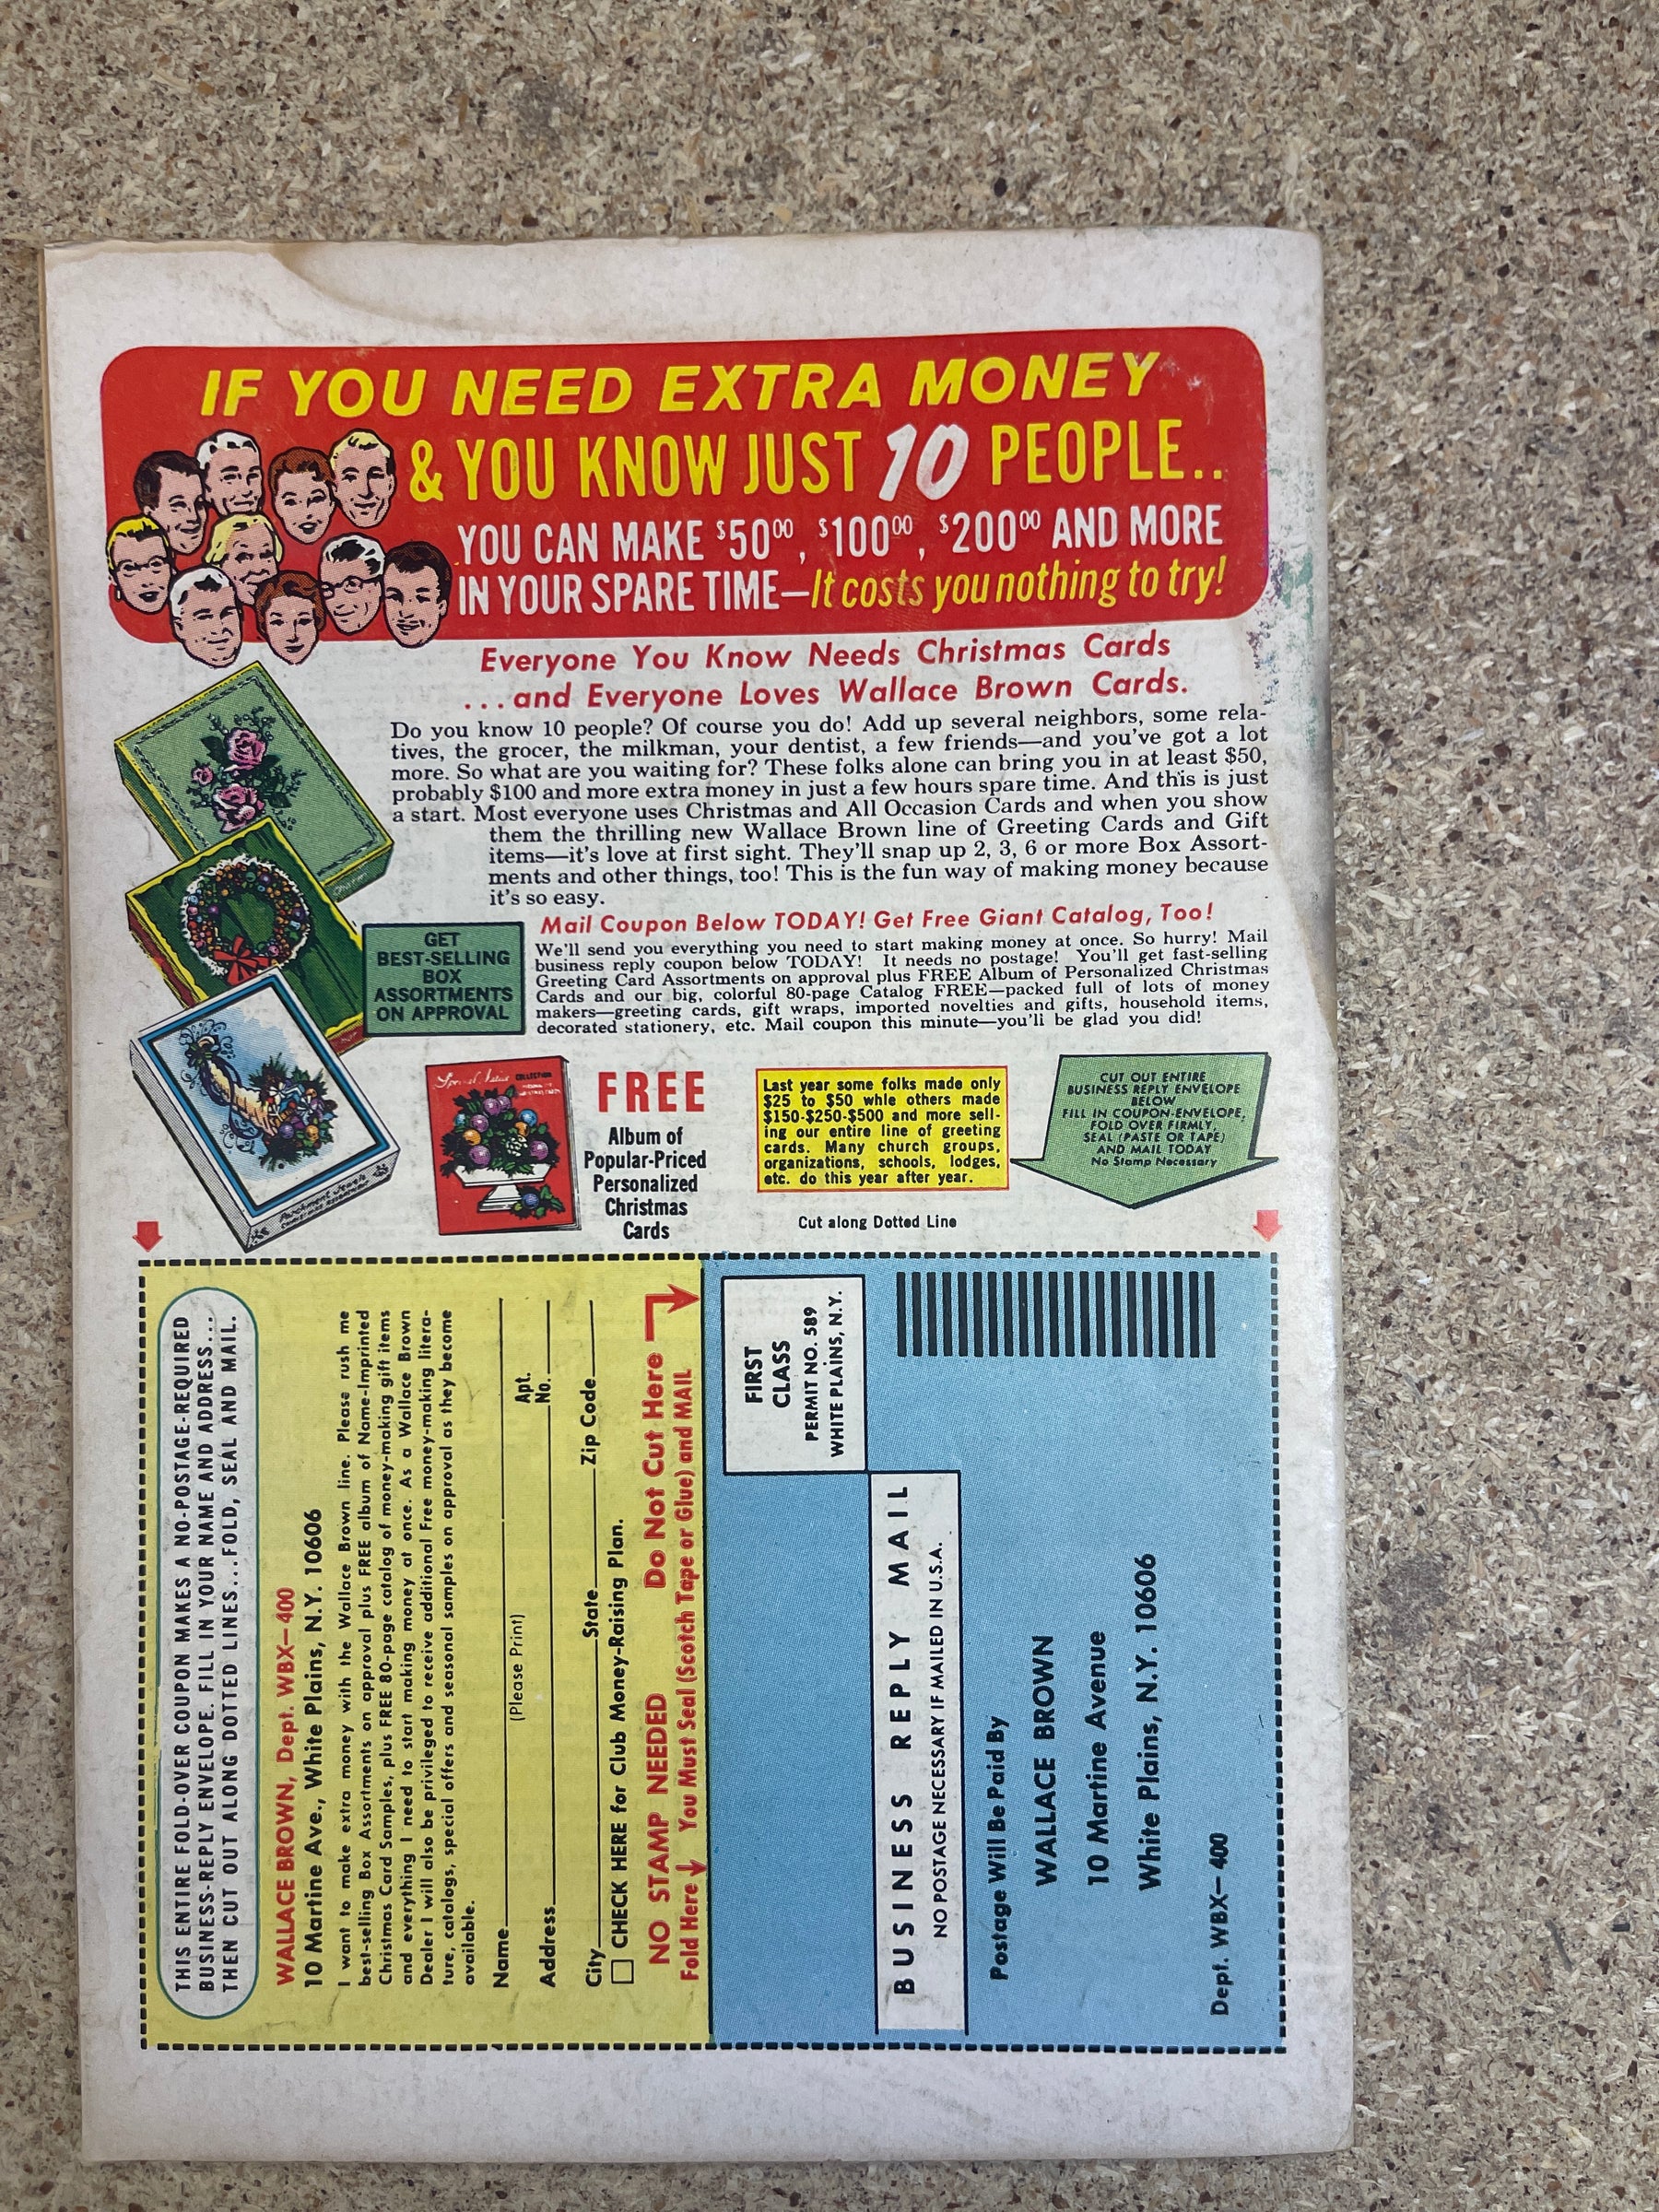 IF YOU NEED EXTRA MONEY
& YOU KNOW JUST 10 PEOPLE..
YOU CAN MAKE $50⁰⁰, $100⁰⁰, $200⁰⁰ AND MORE
IN YOUR SPARE TIME—It costs you nothing to try!
Everyone You Know Needs Christmas Cards
...and Everyone Loves Wallace Brown Cards.
Do you know 10 people? Of course you do! Add up several neighbors, some rela-
tives, the grocer, the milkman, your dentist, a few friends—and you've got a lot
more. So what are you waiting for? These folks alone can bring you in at least $50,
probably $100 and more extra money in just a few hours spare time. And this is just
a start. Most everyone uses Christmas and All Occasion Cards and when you show
them the thrilling new Wallace Brown line of Greeting Cards and Gift
items—it's love at first sight. They'll snap up 2, 3, 6 or more Box Assort-
ments and other things, too! This is the fun way of making money because
it's so easy.
GET
BEST-SELLING
BOX
ASSORTMENTS
ON APPROVAL
Mail Coupon Below TODAY! Get Free Giant Catalog, Too!
We'll send you everything you need to start making money at once. So hurry! Mail
business reply coupon below TODAY! It needs no postage! You'll get fast-selling
Greeting Card Assortments on approval plus FREE Album of Personalized Christmas
Cards and our big, colorful 80-page Catalog FREE—packed full of lots of money
makers—greeting cards, gift wraps, imported novelties and gifts, household items,
decorated stationery, etc. Mail coupon this minute—you'll be glad you did!
COLLECTION
FREE
Album of
Popular-Priced
Personalized
Christmas
Cards
Last year some folks made only
$25 to $50 whle others made
$150-$250-$500 and more sell-
ing our entire line of greeting
cards. Many church groups,
organizations, schools, lodges,
etc. do this year after year.
CUT OUT ENTIRE
BUSINESS REPLY ENVELOPE
BELOW
FILL IN COUPON-ENVELOPE,
FOLD OVER FIRMLY,
SEAL (PASTE OR TAPE)
AND MAIL TODAY
No Stamp Necessary
Cut along Dotted Line
THIS ENTIRE FOLD-OVER COUPON MAKES A NO-POSTAGE-REQUIRED
BUSINESS-REPLY ENVELOPE. FILL IN YOUR NAME AND ADDRESS...
THEN CUT OUT ALONG DOTTED LINES...FOLD, SEAL AND MAIL.
WALLACE BROWN, Dept. WBX—400
10 Martine Ave., White Plains, N.Y. 10606
I want to make extra money with the Wallace Brown line. Please rush me
best-selling Box Assortments on approval plus FREE album of Name-Imprinted
Christmas Card Samples, plus FREE 80-page catalog of money-making gift items
and everything I need to start making money at once. As a Wallace Brown
Dealer I will also be privileged to receive additional Free money-making litera-
ture, catalogs, special offers and seasonal samples on approval as they become
available.
Name
(Please Print)
Apt.
Address No.
City State Zip Code
CHECK HERE for Club Money-Raising Plan.
NO STAMP NEEDED Do Not Cut Here
Fold Here You Must Seal (Scotch Tape or Glue) and MAIL
FIRST
CLASS
PERMIT NO. 589
WHITE PLAINS, N.Y.
BUSINESS REPLY MAIL
NO POSTAGE NECESSARY IF MAILED IN U.S.A.
Postage Will Be Paid By
WALLACE BROWN
10 Martine Avenue
White Plains, N.Y. 10606
Dept. WBX—400